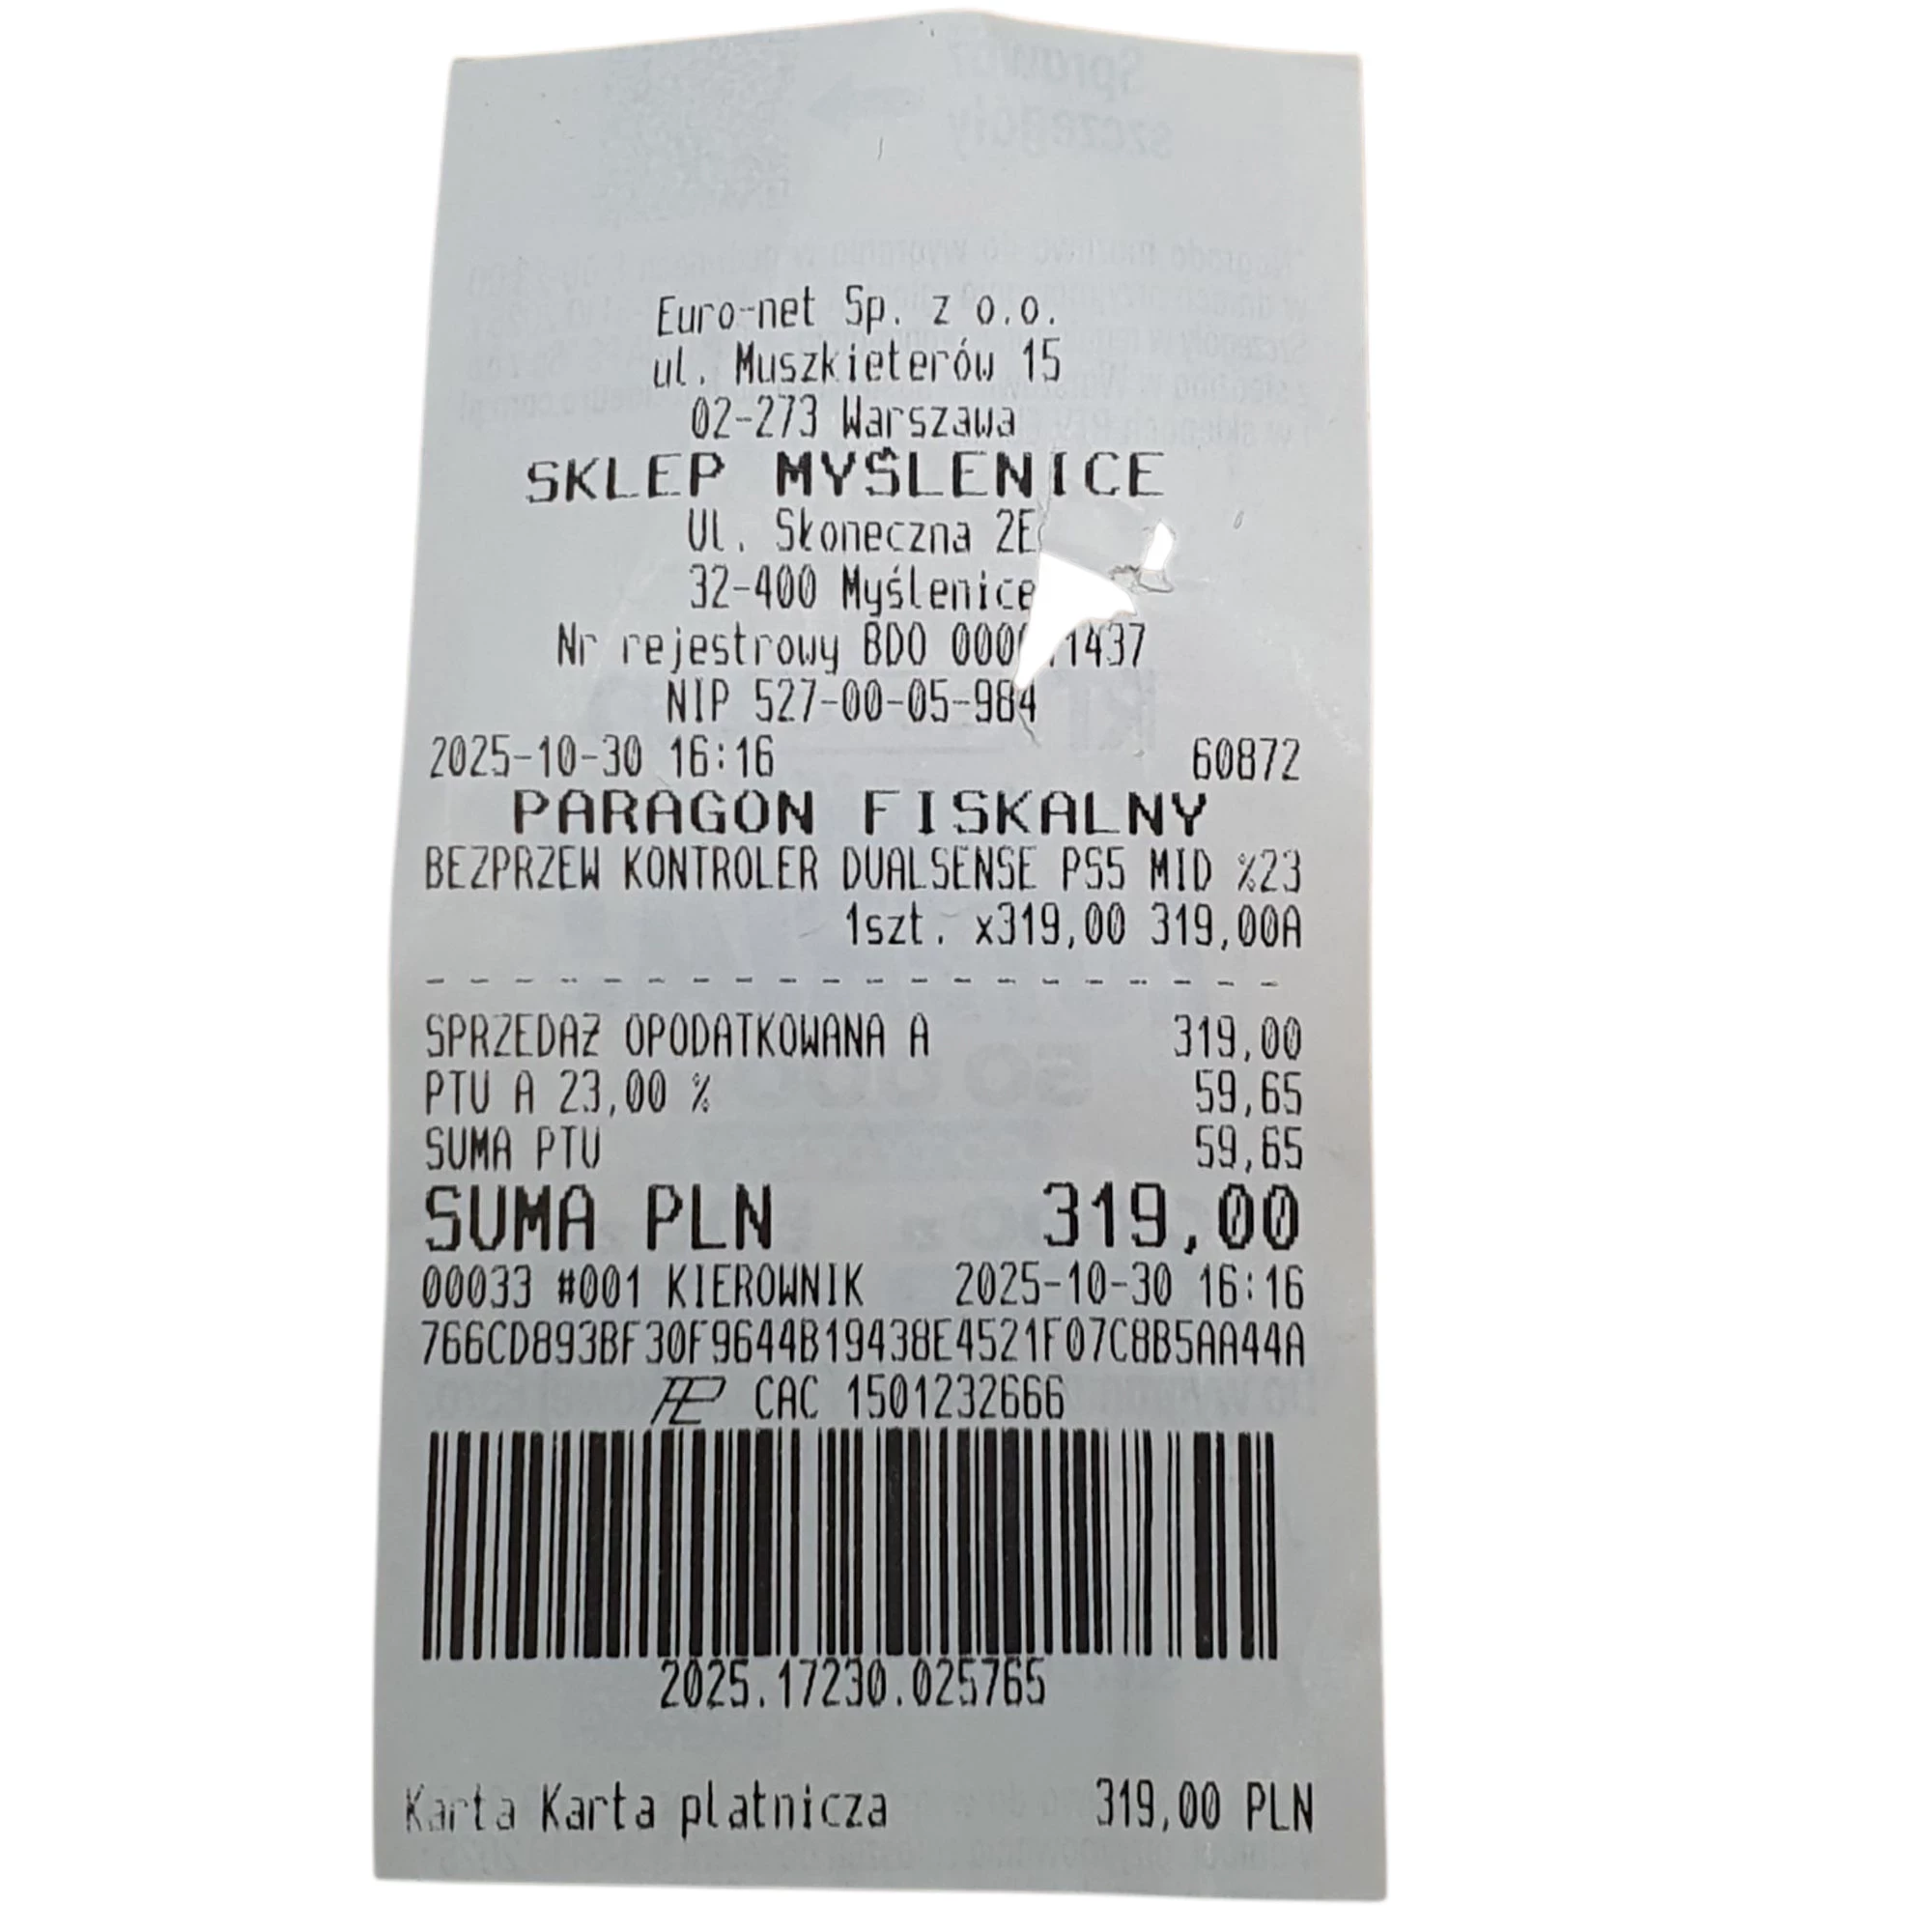 Euro-net Sp. z o.o.
ul. Muszkieterów 15
02-273 Warszawa
SKLEP MYŚLENICE
Ul. Słoneczna 2E
32-400 Myślenice
Nr rejestrowy BDO
NIP 527-00-05-984
2025-10-30 16:16 60872
PARAGON FISKALNY
BEZPRZEW KONTROLER DUALSENSE PS5 MID %23
1szt. x319,00 319,00A
SPRZEDAŻ OPODATKOWANA A 319,00
PTU A 23,00 % 59,65
SUMA PTU 59,65
SUMA PLN 319,00
00033 #001 KIEROWNIK 2025-10-30 16:16
766CD893BF30F9644B19438E4521F07C8B5AA44A
CAC 1501232666
2025.17230.025765
Karta Karta platnicza 319,00 PLN